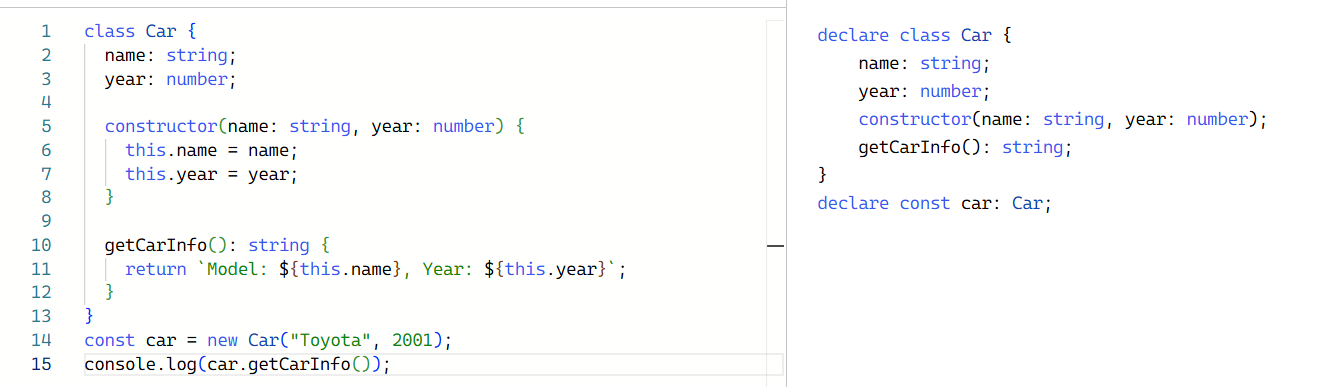 1 class Car {
2   name: string;
3   year: number;
4
5   constructor(name: string, year: number) {
6     this.name = name;
7     this.year = year;
8   }
9
10   getCarInfo(): string {
11     return `Model: ${this.name}, Year: ${this.year}`;
12   }
13 }
14 const car = new Car("Toyota", 2001);
15 console.log(car.getCarInfo());
declare class Car {
    name: string;
    year: number;
    constructor(name: string, year: number);
    getCarInfo(): string;
}
declare const car: Car;